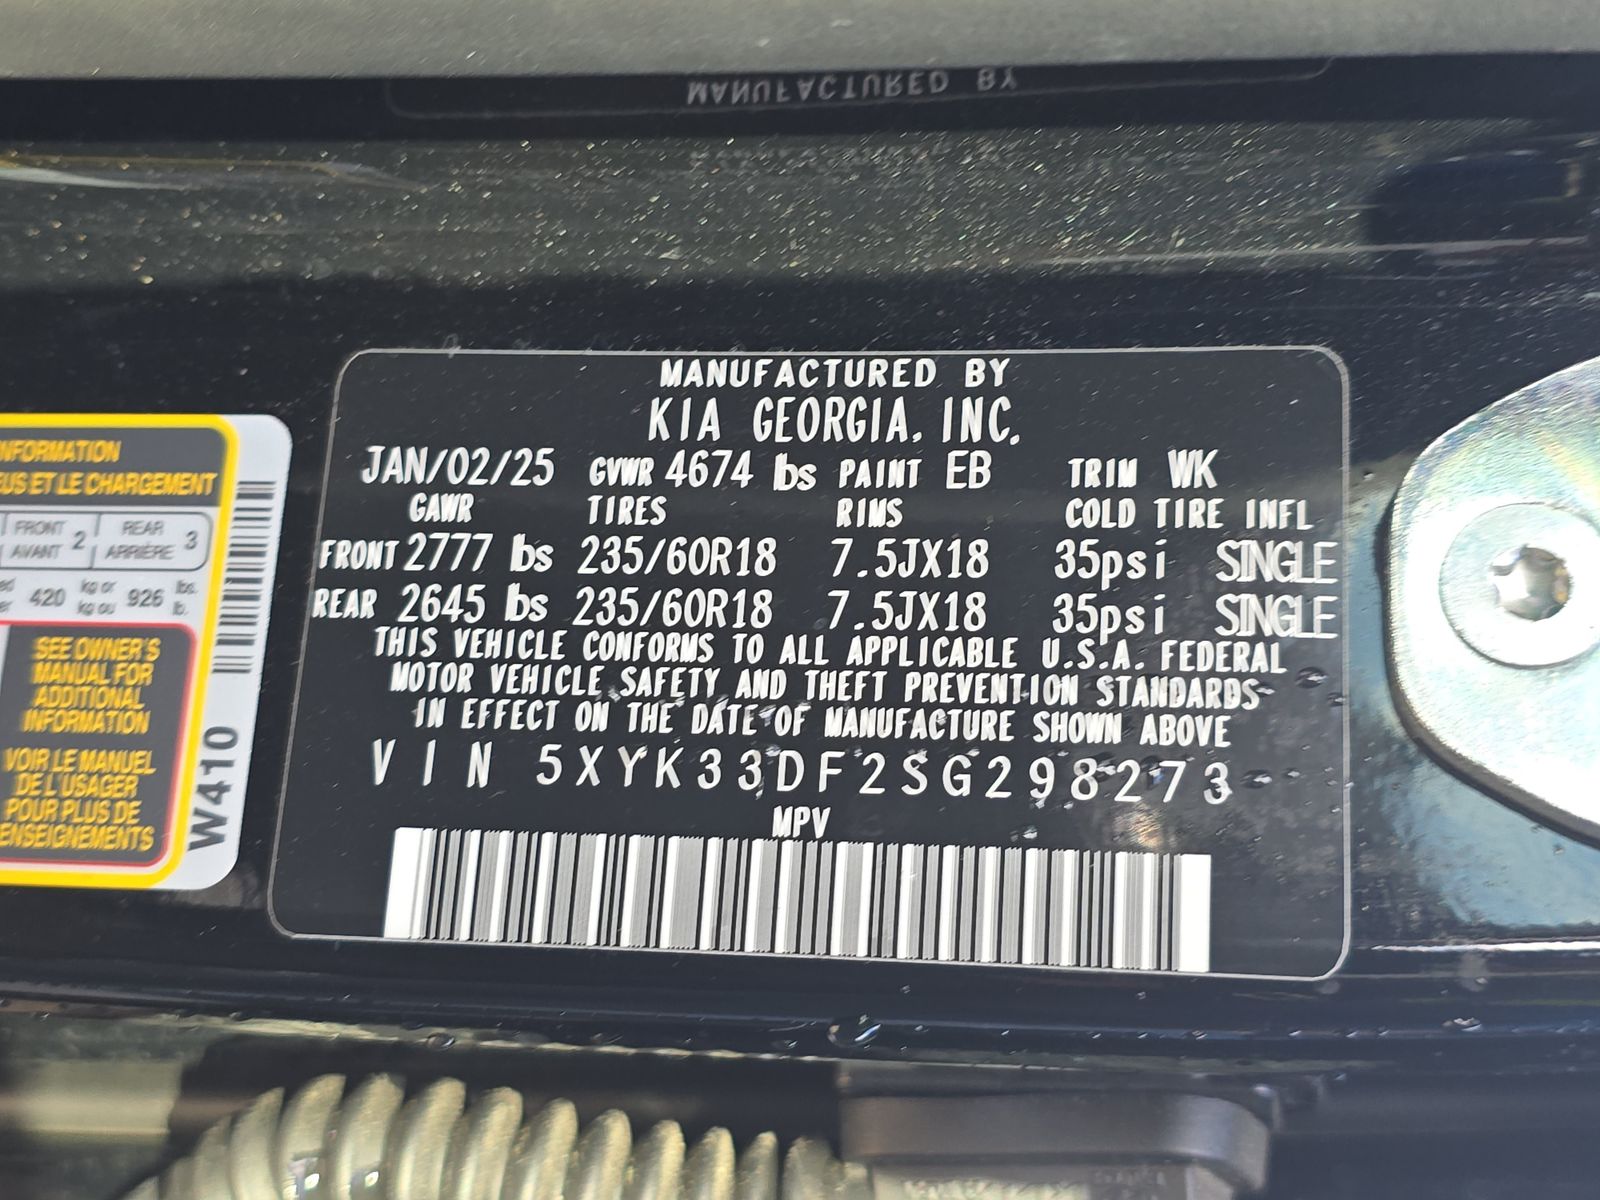 MANUFACTURED BY
MANUFACTURED BY
KIA GEORGIA, INC.
JAN/02/25 GVWR 4674 lbs PAINT EB TRIM WK
GAWR TIRES RIMS COLD TIRE INFL
FRONT 2777 lbs 235/60R18 7.5JX18 35psi SINGLE
REAR 2645 lbs 235/60R18 7.5JX18 35psi SINGLE
THIS VEHICLE CONFORMS TO ALL APPLICABLE U.S.A. FEDERAL
MOTOR VEHICLE SAFETY AND THEFT PREVENTION STANDARDS
IN EFFECT ON THE DATE OF MANUFACTURE SHOWN ABOVE
VIN 5XYK33DF2SG298273
MPV
NFORMATION
EUS ET LE CHARGEMENT
FRONT AVANT 2 REAR ARRIÈRE 3
420 kg or kg ou 926 lbs. lb.
SEE OWNER'S
MANUAL FOR
ADDITIONAL
INFORMATION
VOIR LE MANUEL
DE L'USAGER
POUR PLUS DE
ENSEIGNEMENTS
W410